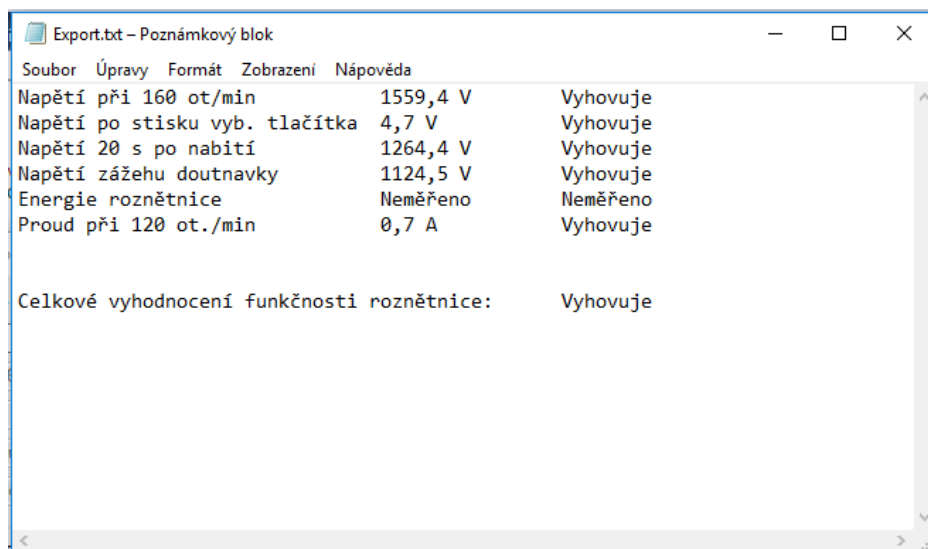 Export.txt – Poznámkový blok
Soubor Úpravy Formát Zobrazení Nápověda
Napětí při 160 ot/min 1559,4 V Vyhovuje
Napětí po stisku vyb. tlačítka 4,7 V Vyhovuje
Napětí 20 s po nabití 1264,4 V Vyhovuje
Napětí zážehu doutnavky 1124,5 V Vyhovuje
Energie roznětnice Neměřeno Neměřeno
Proud při 120 ot./min 0,7 A Vyhovuje
Celkové vyhodnocení funkčnosti roznětnice: Vyhovuje